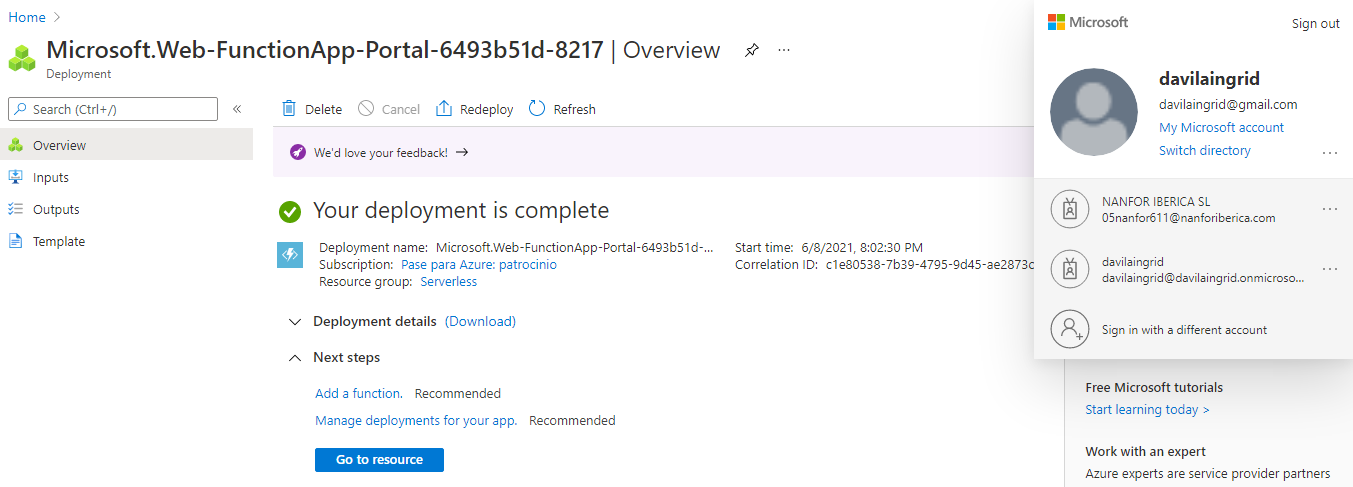 Home >
Microsoft.Web-FunctionApp-Portal-6493b51d-8217 | Overview
Deployment
Search (Ctrl+/)
Overview
Inputs
Outputs
Template
Delete Cancel Redeploy Refresh
We'd love your feedback! →
Your deployment is complete
Deployment name: Microsoft.Web-FunctionApp-Portal-6493b51d-...
Subscription: Pase para Azure: patrocinio
Resource group: Serverless
Start time: 6/8/2021, 8:02:30 PM
Correlation ID: c1e80538-7b39-4795-9d45-ae2873c
Deployment details (Download)
Next steps
Add a function. Recommended
Manage deployments for your app. Recommended
Go to resource
Microsoft
Sign out
davilaingrid
davilaingrid@gmail.com
My Microsoft account
Switch directory
NANFOR IBERICA SL
05nanfor611@nanforiberica.com
davilaingrid
davilaingrid@davilaingrid.onmicroso...
Sign in with a different account
Free Microsoft tutorials
Start learning today >
Work with an expert
Azure experts are service provider partners